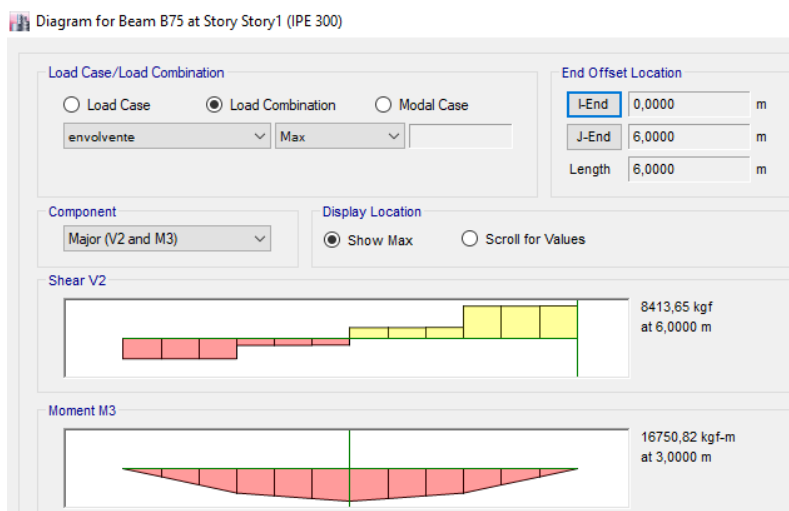 Diagram for Beam B75 at Story Story1 (IPE 300)
Load Case/Load Combination
Load Case
Load Combination
Modal Case
envolvente
Max
End Offset Location
I-End
0,0000
m
J-End
6,0000
m
Length
6,0000
m
Component
Major (V2 and M3)
Display Location
Show Max
Scroll for Values
Shear V2
8413,65 kgf
at 6,0000 m
Moment M3
16750,82 kgf-m
at 3,0000 m